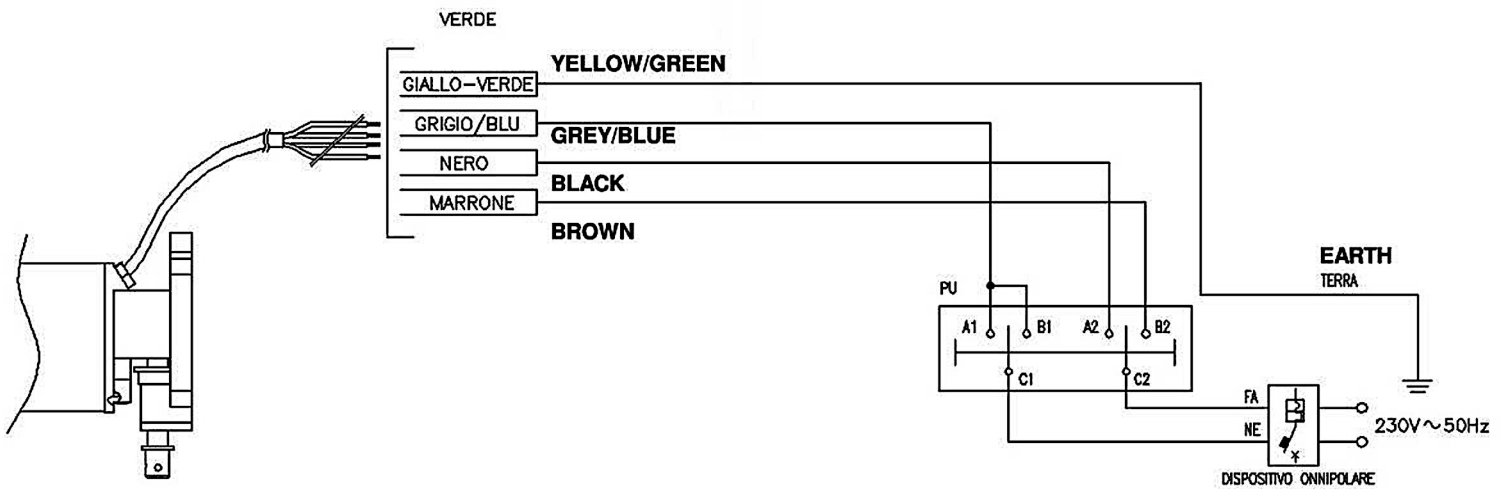 VERDE
GIALLO-VERDE
YELLOW/GREEN
GRIGIO/BLU
GREY/BLUE
NERO
BLACK
MARRONE
BROWN
EARTH
TERRA
PU
A1
B1
A2
B2
C1
C2
FA
NE
230V~50Hz
DISPOSITIVO ONNIPOLARE